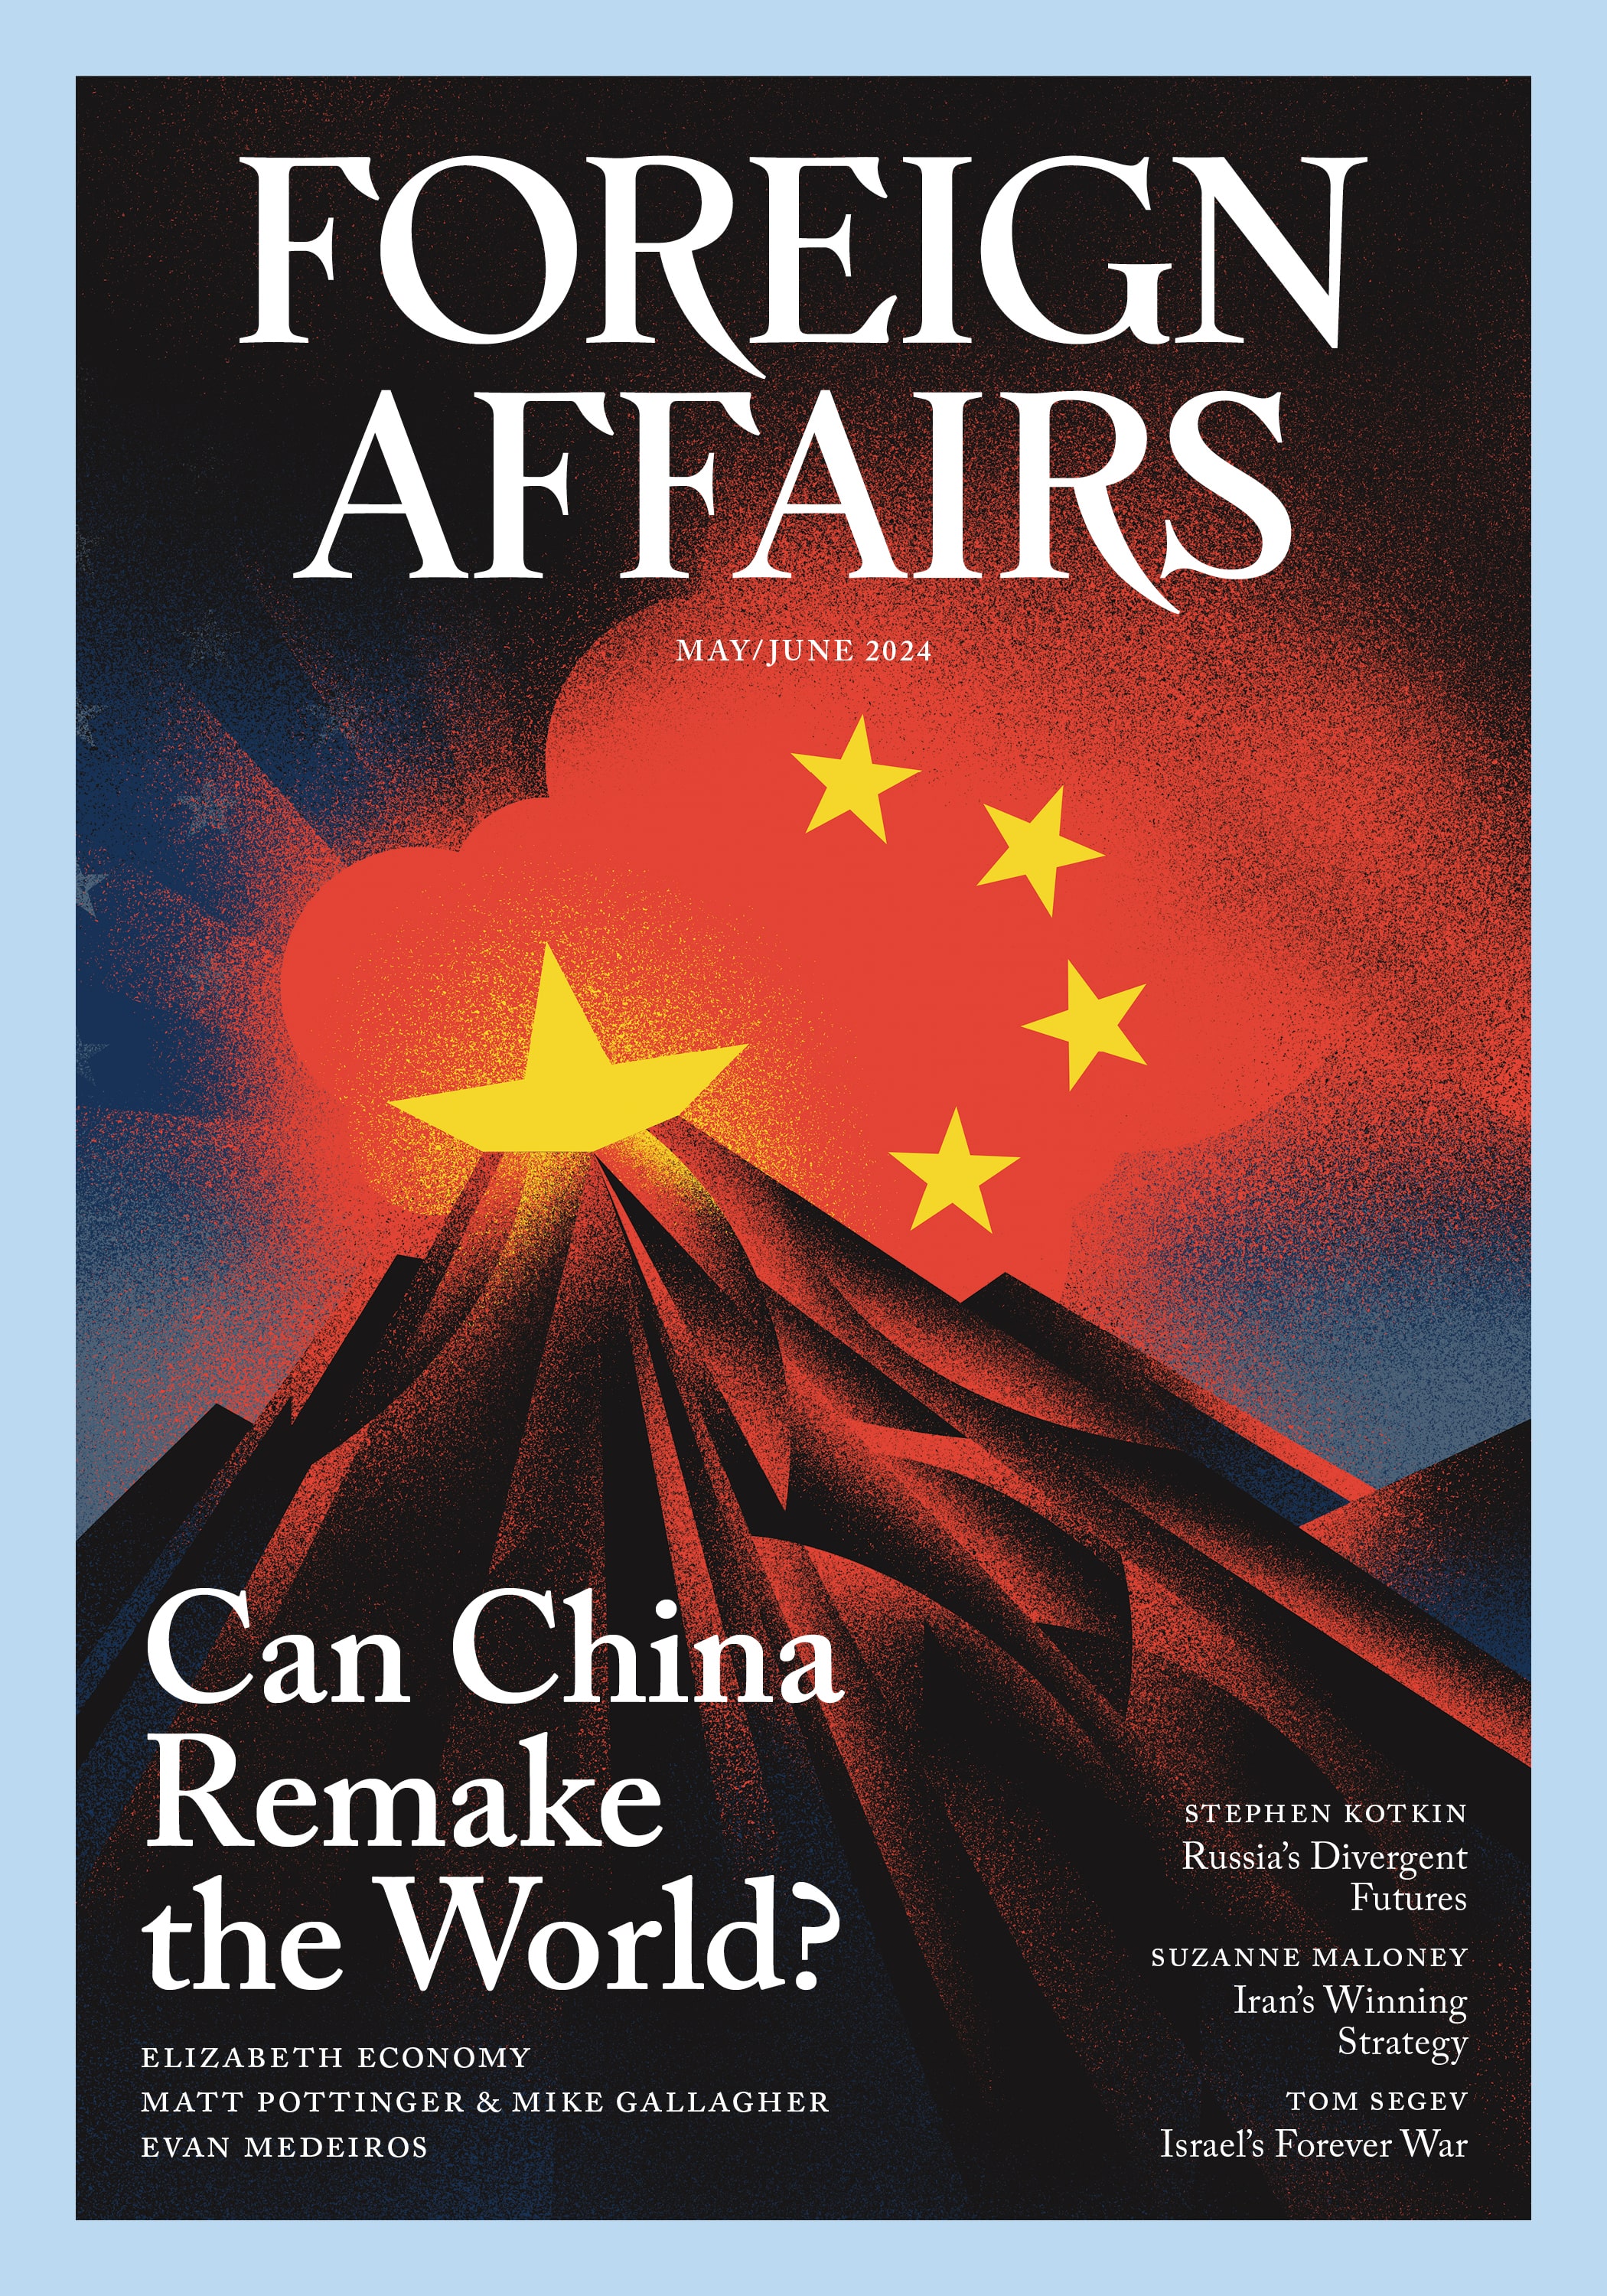 FOREIGN
AFFAIRS
MAY/JUNE 2024
Can China
Remake
the World?
ELIZABETH ECONOMY
MATT POTTINGER & MIKE GALLAGHER
EVAN MEDEIROS
STEPHEN KOTKIN
Russia’s Divergent
Futures
SUZANNE MALONEY
Iran’s Winning
Strategy
TOM SEGEV
Israel’s Forever War